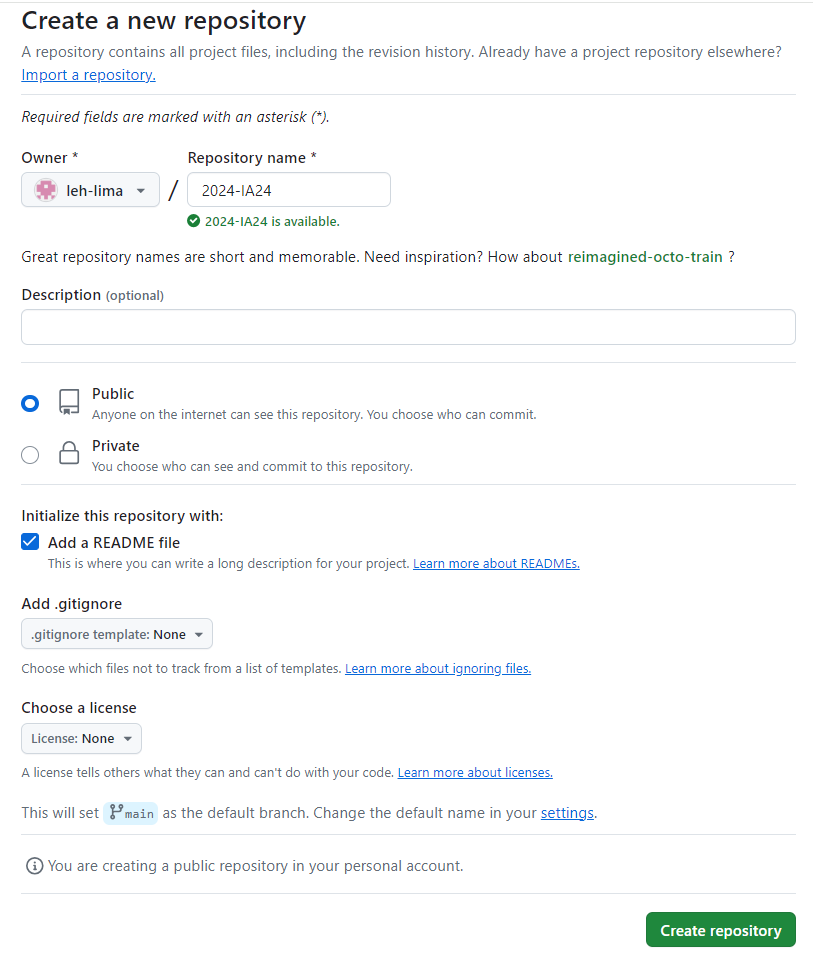 Create a new repository
A repository contains all project files, including the revision history. Already have a project repository elsewhere?
Import a repository.
Required fields are marked with an asterisk (*).
Owner * Repository name *
leh-lima / 2024-IA24
2024-IA24 is available.
Great repository names are short and memorable. Need inspiration? How about reimagined-octo-train ?
Description (optional)
Public
Anyone on the internet can see this repository. You choose who can commit.
Private
You choose who can see and commit to this repository.
Initialize this repository with:
Add a README file
This is where you can write a long description for your project. Learn more about READMEs.
Add .gitignore
.gitignore template: None
Choose which files not to track from a list of templates. Learn more about ignoring files.
Choose a license
License: None
A license tells others what they can and can't do with your code. Learn more about licenses.
This will set main as the default branch. Change the default name in your settings.
You are creating a public repository in your personal account.
Create repository